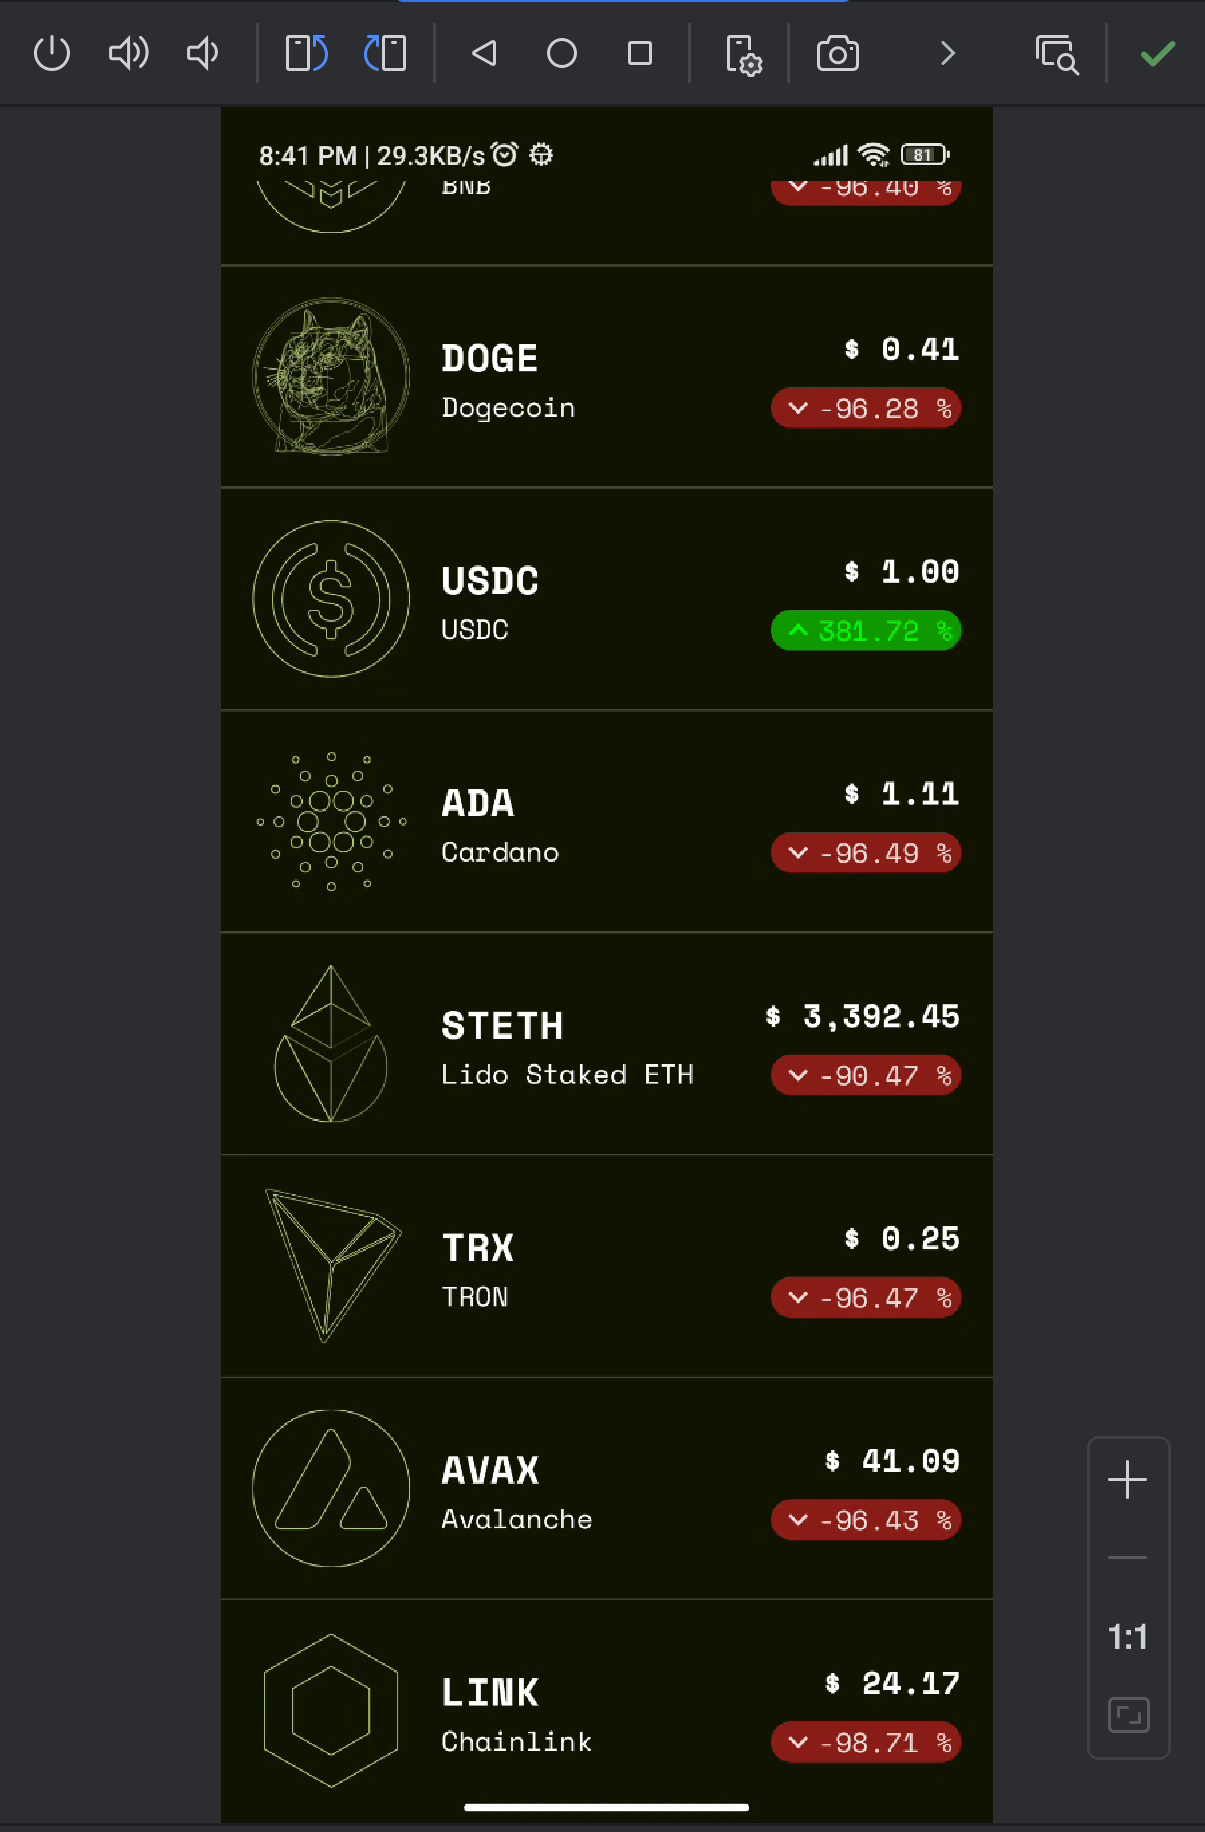 8:41 PM | 29.3KB/s
81
BNB
-96.40 %
DOGE
$ 0.41
Dogecoin
-96.28 %
USDC
$ 1.00
USDC
381.72 %
ADA
$ 1.11
Cardano
-96.49 %
STETH
$ 3,392.45
Lido Staked ETH
-90.47 %
TRX
$ 0.25
TRON
-96.47 %
AVAX
$ 41.09
Avalanche
-96.43 %
LINK
$ 24.17
Chainlink
-98.71 %
1:1